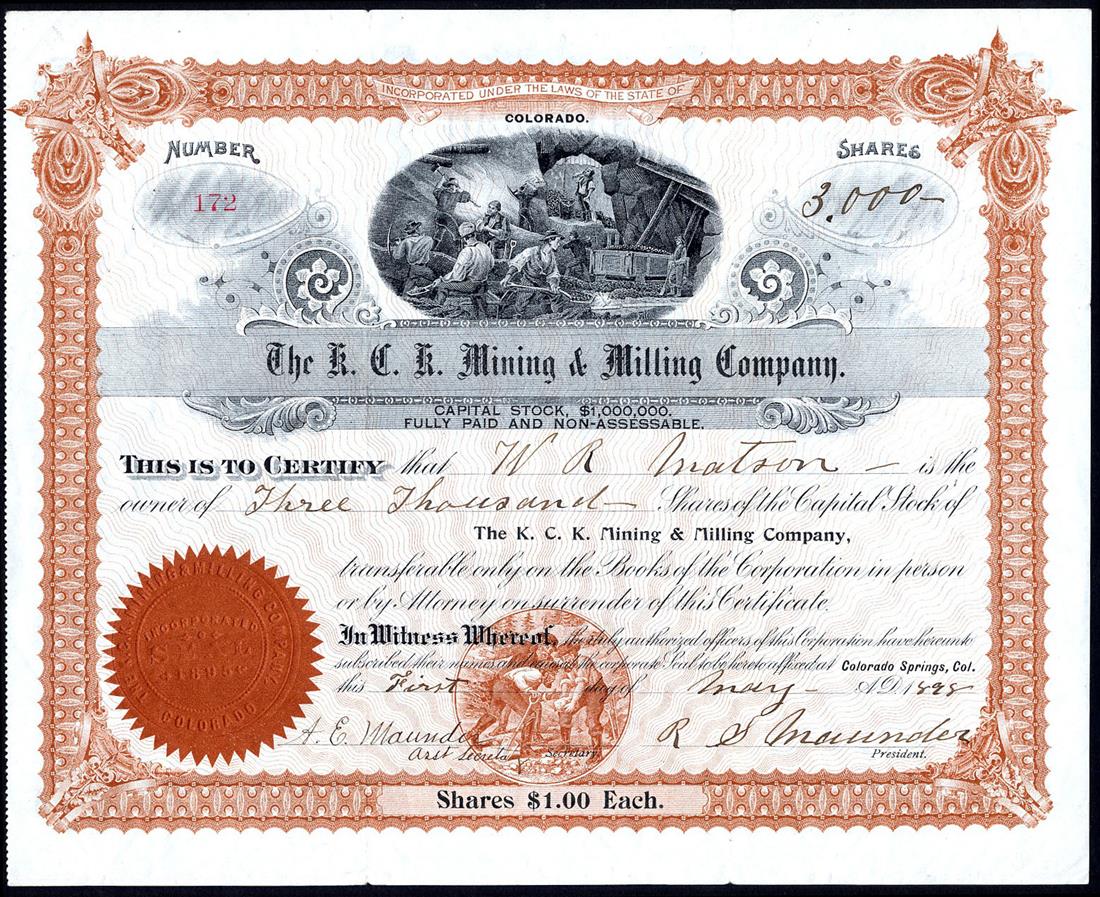 INCORPORATED UNDER THE LAWS OF THE STATE OF
COLORADO.
NUMBER
SHARES
172
3,000-
The K. C. K. Mining & Milling Company.
CAPITAL STOCK, $1,000,000.
FULLY PAID AND NON-ASSESSABLE.
THIS IS TO CERTIFY that W R Matson - is the
owner of Three Thousand - Shares of the Capital Stock of
The K. C. K. Mining & Milling Company,
transferable only on the Books of the Corporation in person
or by Attorney on surrender of this Certificate.
In Witness Whereof, the duly authorized officers of this Corporation have hereunto
subscribed their names and caused the corporate Seal to be hereto affixed at Colorado Springs, Col.
this First day of May - A.D. 1898
MINING & MILLING COMPANY
INCORPORATED
SEAL
COLORADO
A. E. Maunder
Asst Secretary
Secretary.
R S Maunder
President.
Shares $1.00 Each.